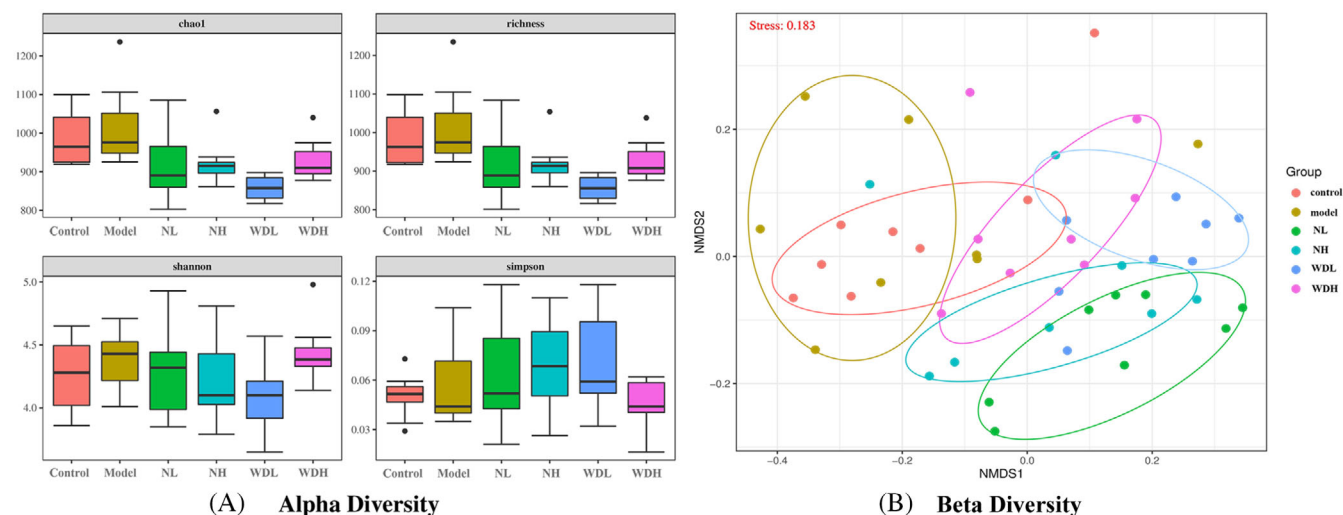 (A)
chao1
1200
1100
1000
900
800
Control Model NL NH WDL WDH
richness
1200
1100
1000
900
800
Control Model NL NH WDL WDH
shannon
5.0
4.5
4.0
Control Model NL NH WDL WDH
simpson
0.12
0.09
0.06
0.03
Control Model NL NH WDL WDH
(A) Alpha Diversity
B
Stress: 0.183
NMDS2
0.2
0.0
−0.2
−0.4 −0.2 0.0 0.2
NMDS1
Group
control
model
NL
NH
WDL
WDH
(B) Beta Diversity